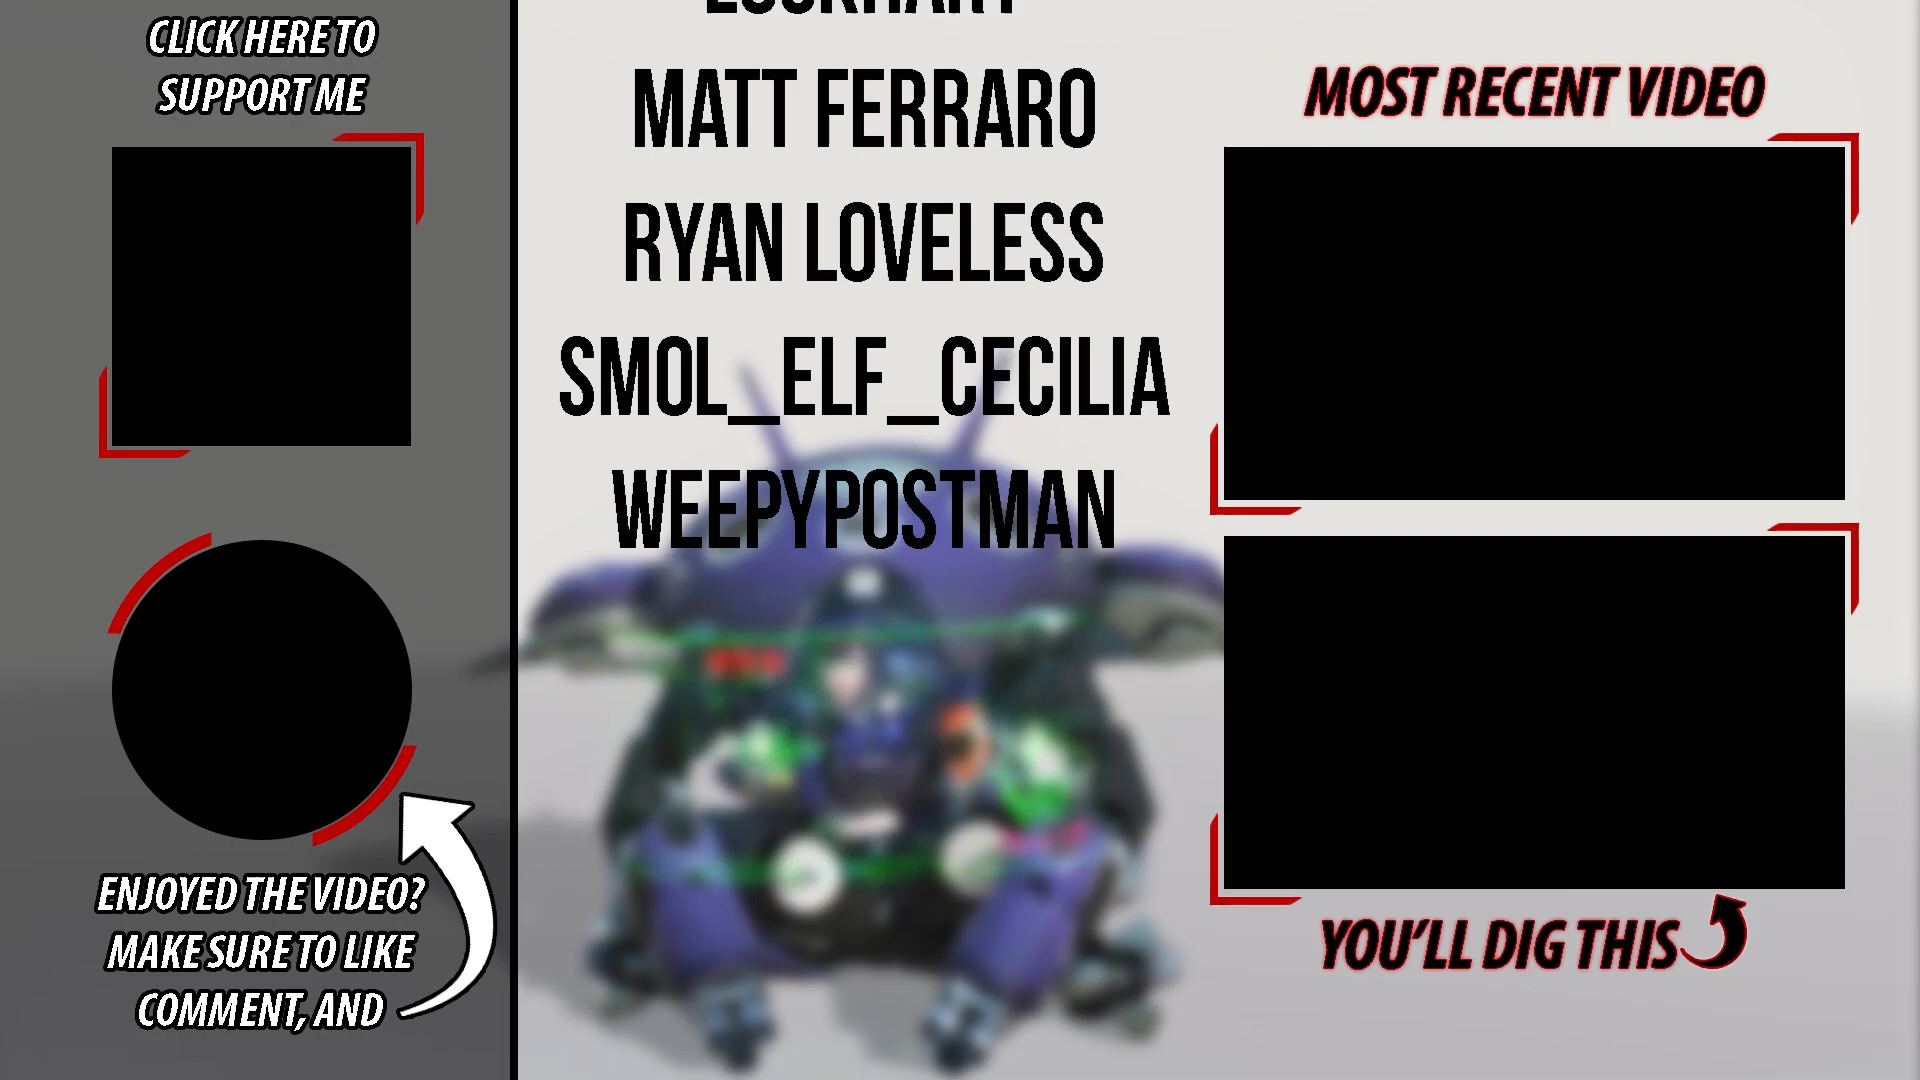 CLICK HERE TO
SUPPORT ME
ENJOYED THE VIDEO?
MAKE SURE TO LIKE
COMMENT, AND
LOCKHART
MATT FERRARO
RYAN LOVELESS
SMOL_ELF_CECILIA
WEEPYPOSTMAN
MOST RECENT VIDEO
YOU'LL DIG THIS